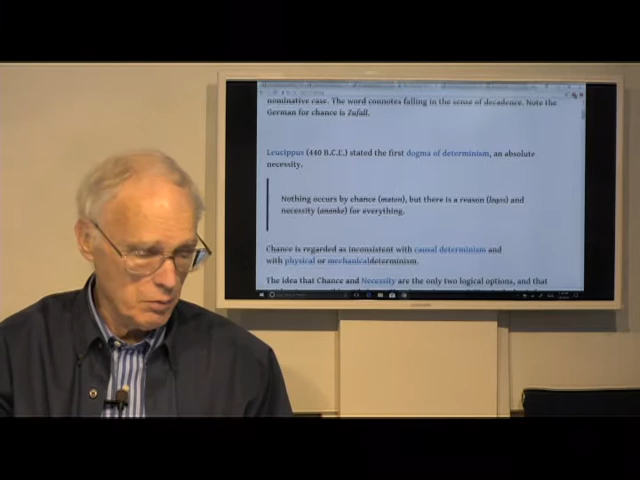 nominative case. The word connotes falling in the sense of decadence. Note the
German for chance is Zufall.
Leucippus (440 B.C.E.) stated the first dogma of determinism, an absolute
necessity.
Nothing occurs by chance (maton), but there is a reason (logos) and
necessity (ananke) for everything.
Chance is regarded as inconsistent with causal determinism and
with physical or mechanicaldeterminism.
The idea that Chance and Necessity are the only two logical options, and that